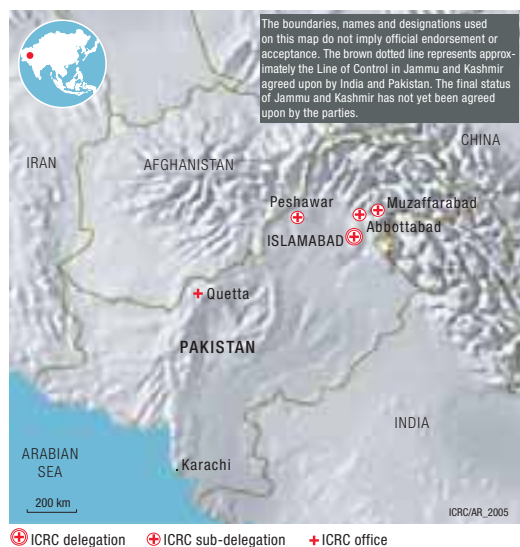 The boundaries, names and designations used
on this map do not imply official endorsement or
acceptance. The brown dotted line represents approx-
imately the Line of Control in Jammu and Kashmir
agreed upon by India and Pakistan. The final status
of Jammu and Kashmir has not yet been agreed
upon by the parties.
CHINA
IRAN
AFGHANISTAN
Peshawar
Muzaffarabad
Abbottabad
ISLAMABAD
Quetta
PAKISTAN
INDIA
ARABIAN
SEA
Karachi
200 km
ICRC/AR_2005
ICRC delegation ICRC sub-delegation ICRC office